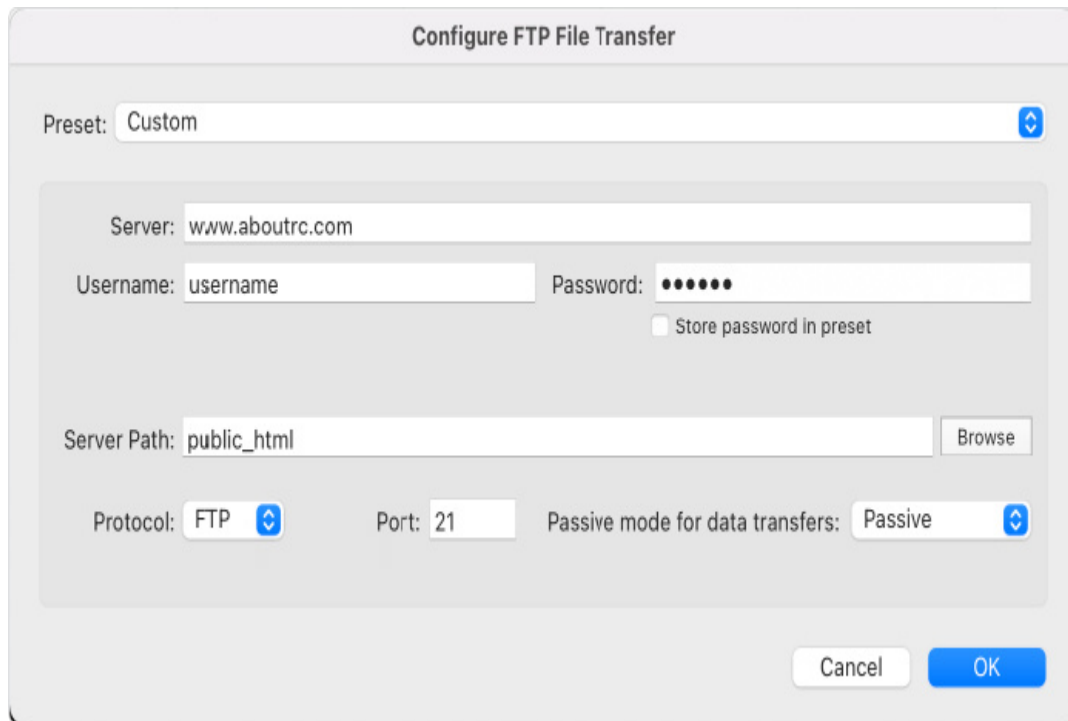 Configure FTP File Transfer
Preset: Custom
Server: www.aboutrc.com
Username: username Password: ••••••
Store password in preset
Server Path: public_html Browse
Protocol: FTP Port: 21 Passive mode for data transfers: Passive
Cancel OK